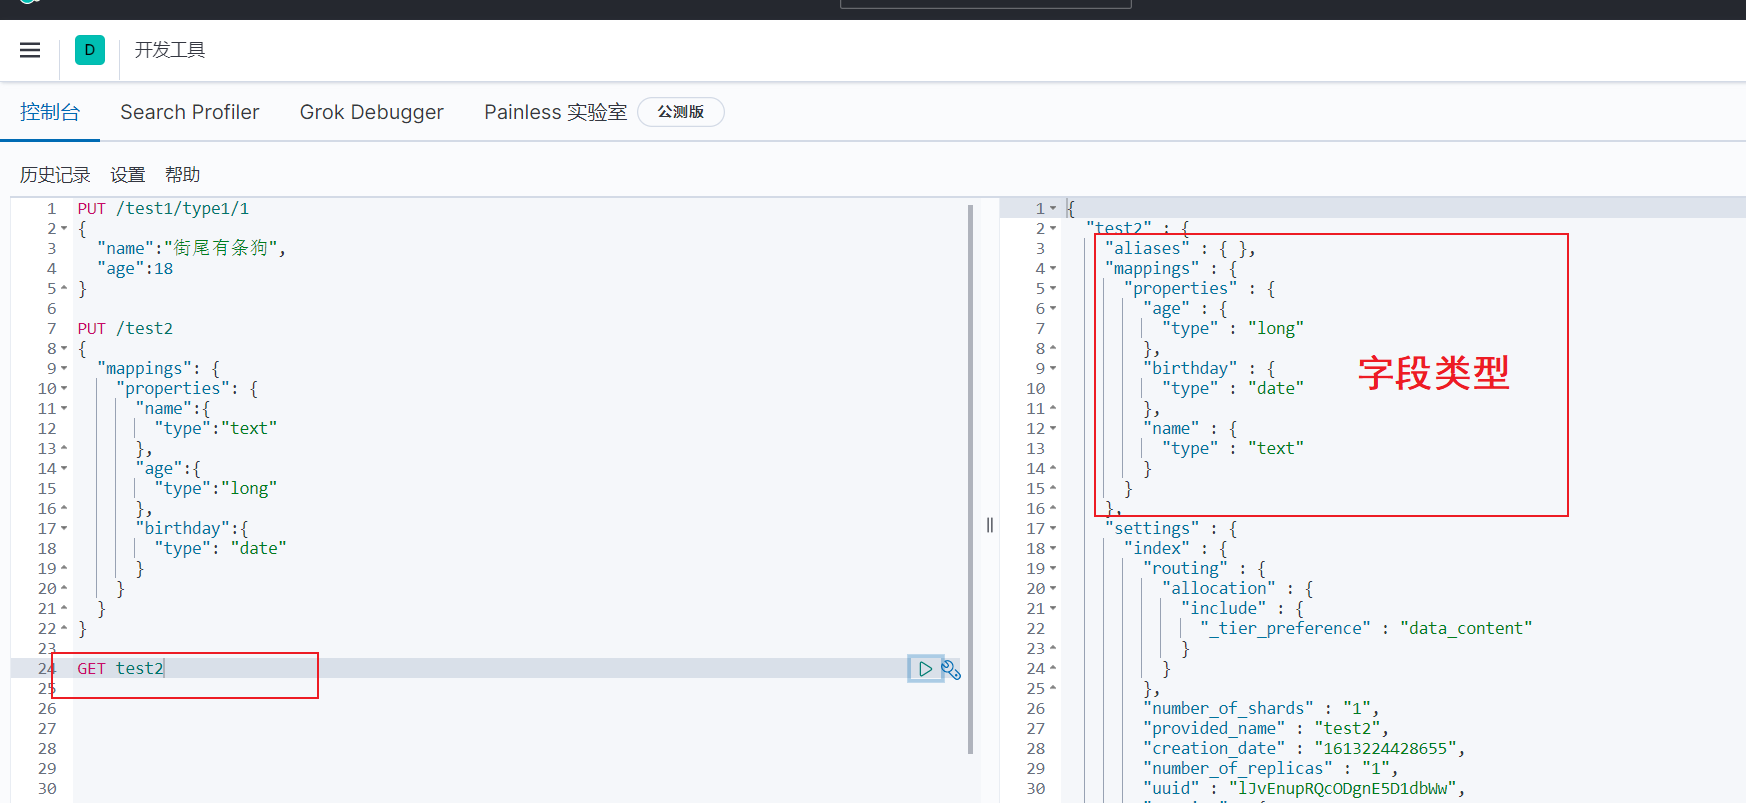 D 开发工具
控制台 Search Profiler Grok Debugger Painless 实验室 公测版
历史记录 设置 帮助
1 PUT /test1/type1/1
2 {
3 "name":"街尾有条狗",
4 "age":18
5 }
6
7 PUT /test2
8 {
9 "mappings": {
10 "properties": {
11 "name":{
12 "type":"text"
13 },
14 "age":{
15 "type":"long"
16 },
17 "birthday":{
18 "type": "date"
19 }
20 }
21 }
22 }
23
24 GET test2
25
26
27
28
29
30
1 {
2 "test2" : {
3 "aliases" : { },
4 "mappings" : {
5 "properties" : {
6 "age" : {
7 "type" : "long"
8 },
9 "birthday" : {
10 "type" : "date"
11 },
12 "name" : {
13 "type" : "text"
14 }
15 }
16 },
17 "settings" : {
18 "index" : {
19 "routing" : {
20 "allocation" : {
21 "include" : {
22 "_tier_preference" : "data_content"
23 }
24 }
25 },
26 "number_of_shards" : "1",
27 "provided_name" : "test2",
28 "creation_date" : "1613224428655",
29 "number_of_replicas" : "1",
30 "uuid" : "lJvEnupRQcODgnE5D1dbWw",
字段类型